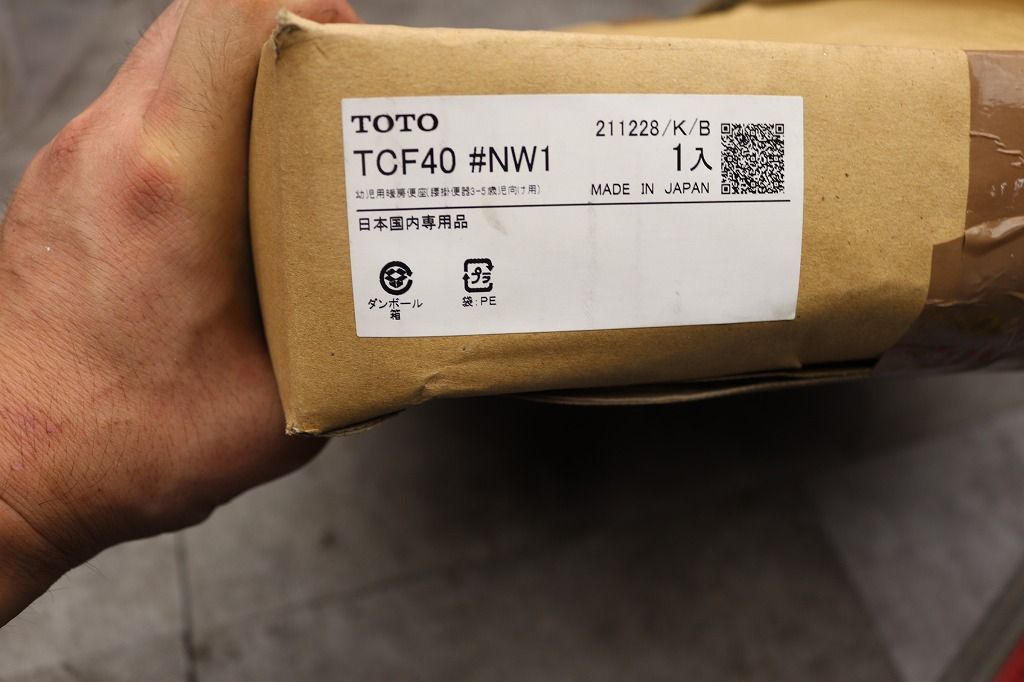 TOTO
211228/K/B
TCF40 #NW1
1入
幼児用暖房便座(腰掛便器3-5歳児向け用)
MADE IN JAPAN
日本国内専用品
ダンボール
箱
プラ
袋:PE